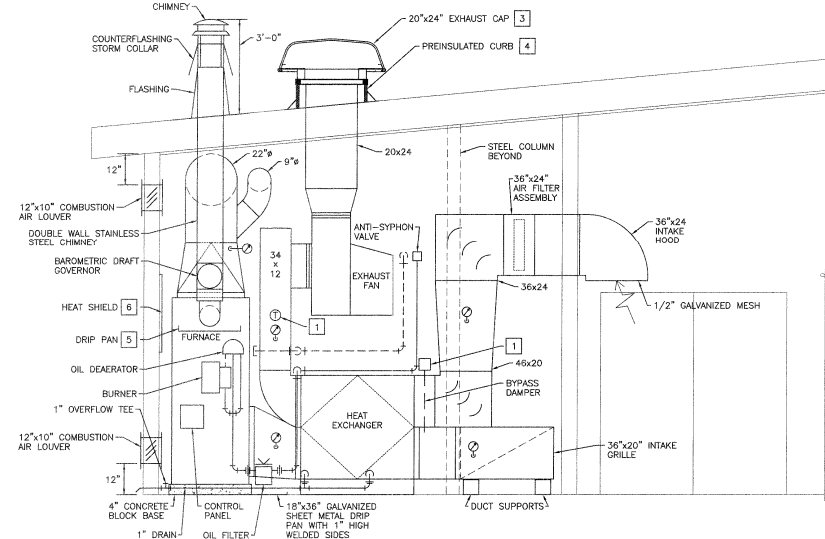 CHIMNEY
COUNTERFLASHING
STORM COLLAR
3'-0"
20"x24" EXHAUST CAP 3
PREINSULATED CURB 4
FLASHING
22"ø
9"ø
20x24
STEEL COLUMN
BEYOND
12"
12"x10" COMBUSTION
AIR LOUVER
36"x24"
AIR FILTER
ASSEMBLY
DOUBLE WALL STAINLESS
STEEL CHIMNEY
ANTI-SYPHON
VALVE
36"x24
INTAKE
HOOD
BAROMETRIC DRAFT
GOVERNOR
34
x
12
EXHAUST
FAN
36x24
1/2" GALVANIZED MESH
HEAT SHIELD 6
T
1
DRIP PAN 5
FURNACE
1
OIL DEAERATOR
46x20
BURNER
BYPASS
DAMPER
1" OVERFLOW TEE
HEAT
EXCHANGER
12"x10" COMBUSTION
AIR LOUVER
36"x20" INTAKE
GRILLE
12"
4" CONCRETE
BLOCK BASE
CONTROL
PANEL
18"x36" GALVANIZED
SHEET METAL DRIP
PAN WITH 1" HIGH
WELDED SIDES
DUCT SUPPORTS
1" DRAIN
OIL FILTER